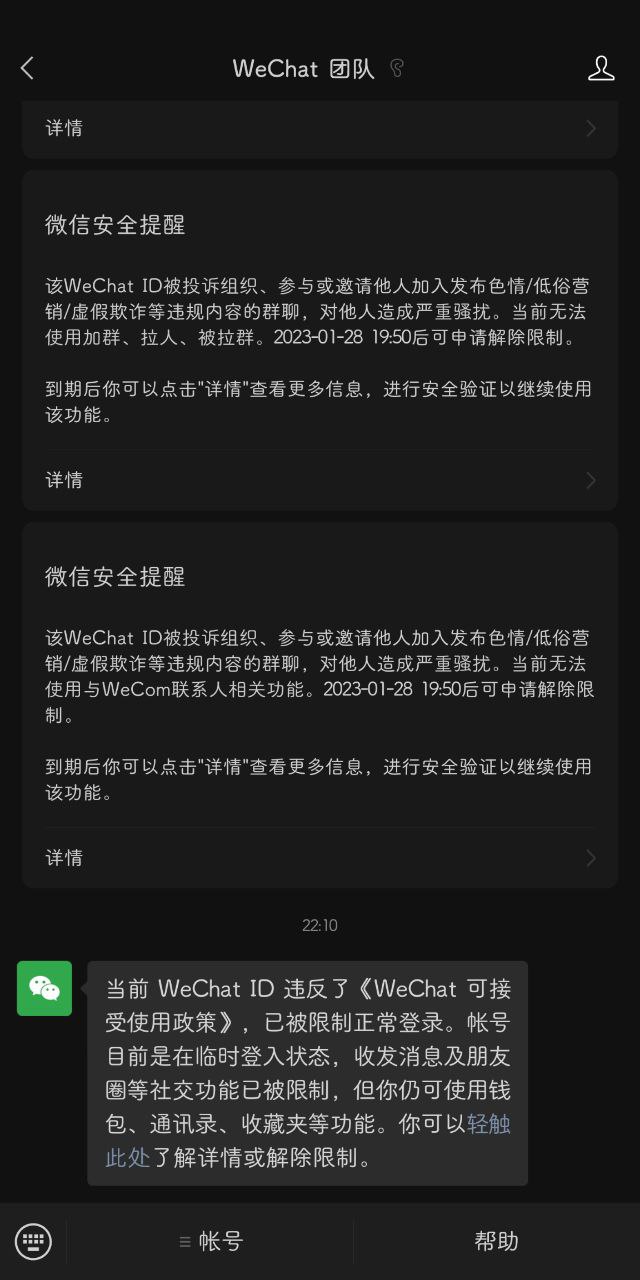 WeChat 团队
详情
微信安全提醒
该WeChat ID被投诉组织、参与或邀请他人加入发布色情/低俗营
销/虚假欺诈等违规内容的群聊，对他人造成严重骚扰。当前无法
使用加群、拉人、被拉群。2023-01-28 19:50后可申请解除限制。
到期后你可以点击"详情"查看更多信息，进行安全验证以继续使用
该功能。
详情
微信安全提醒
该WeChat ID被投诉组织、参与或邀请他人加入发布色情/低俗营
销/虚假欺诈等违规内容的群聊，对他人造成严重骚扰。当前无法
使用与WeCom联系人相关功能。2023-01-28 19:50后可申请解除限
制。
到期后你可以点击"详情"查看更多信息，进行安全验证以继续使用
该功能。
详情
22:10
当前 WeChat ID 违反了《WeChat 可接
受使用政策》，已被限制正常登录。帐号
目前是在临时登入状态，收发消息及朋友
圈等社交功能已被限制，但你仍可使用钱
包、通讯录、收藏夹等功能。你可以轻触
此处了解详情或解除限制。
帐号
帮助